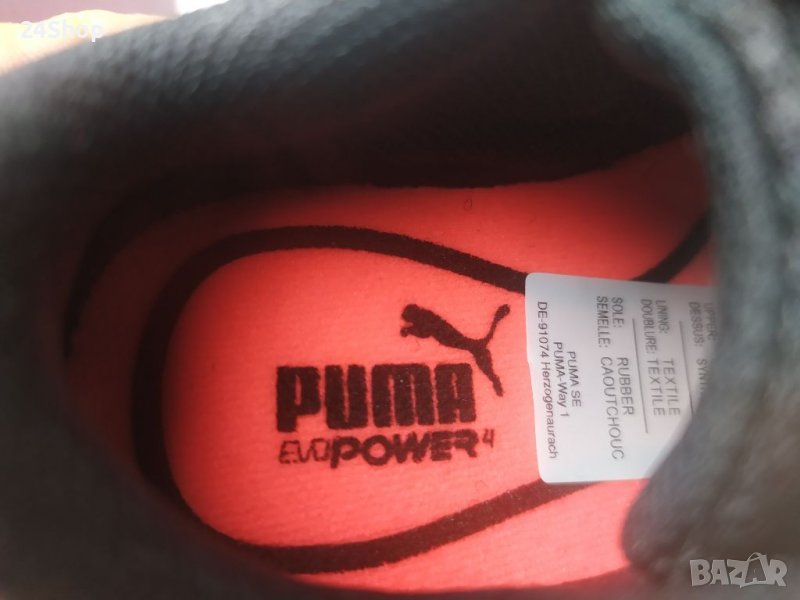 24Shop
PUMA
EVOPOWER 4
PUMA SE
PUMA-Way 1
DE-91074 Herzogenaurach
UPPER:
DESSUS:
LINING: TEXTILE
DOUBLURE: TEXTILE
SOLE: RUBBER
SEMELLE: CAOUTCHOUC
BAZAR